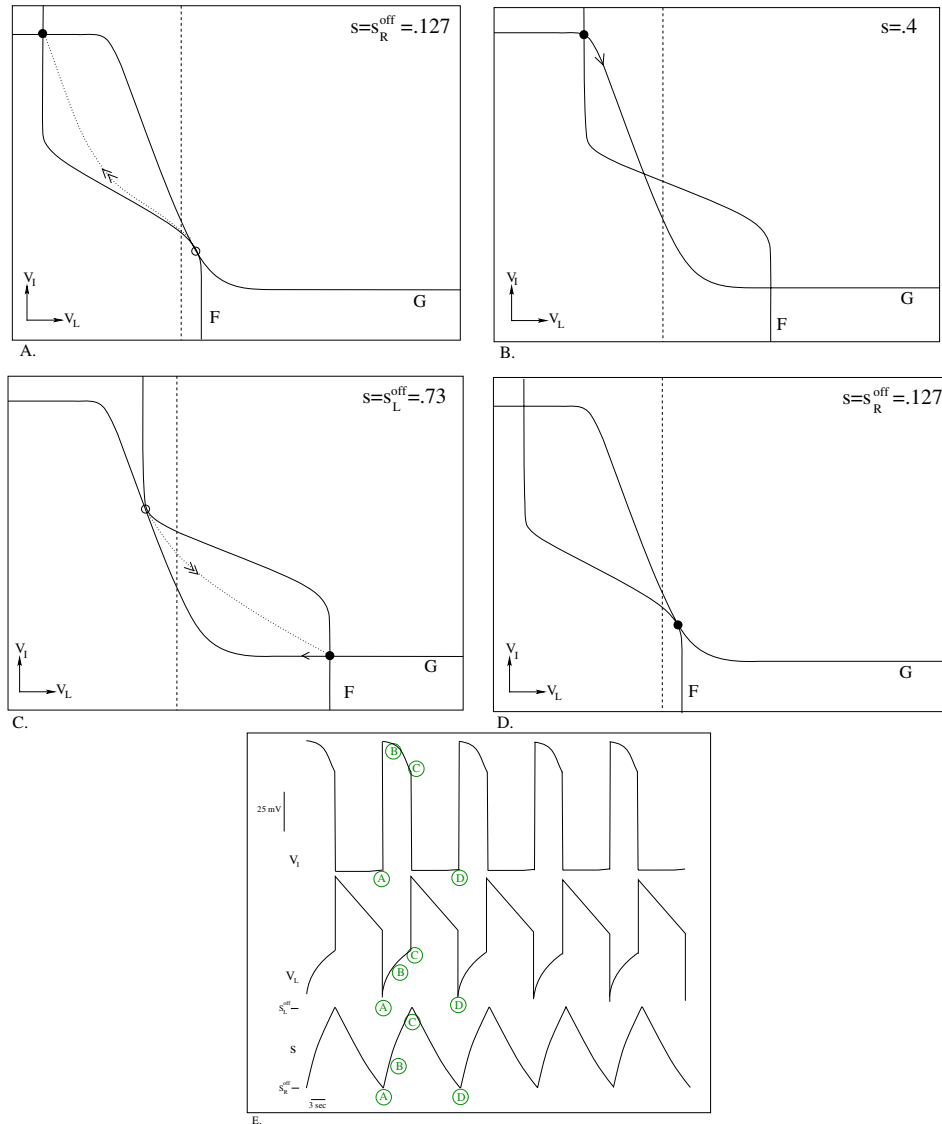 s=s_R^off=.127
V_I
V_L
F
G
A.
s=.4
V_I
V_L
F
G
B.
s=s_L^off=.73
V_I
V_L
F
G
C.
s=s_R^off=.127
V_I
V_L
F
G
D.
25 mV
V_I
B
C
A
D
V_L
C
B
A
D
S_L^off
C
S
B
S_R^off
A
D
3 sec
E.